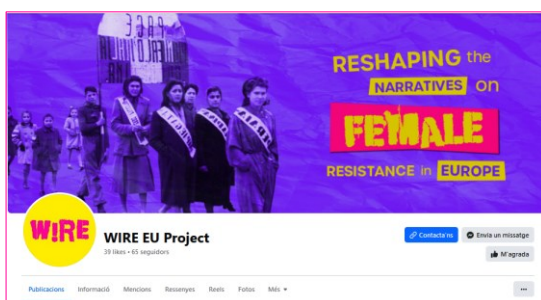 RESHAPING the
NARRATIVES on
FEMALE
RESISTANCE in EUROPE
WIRE
WIRE EU Project
39 likes • 65 seguidors
Contacta'ns
Envia un missatge
M'agrada
Publicacions Informació Mencions Ressenyes Reels Fotos Més